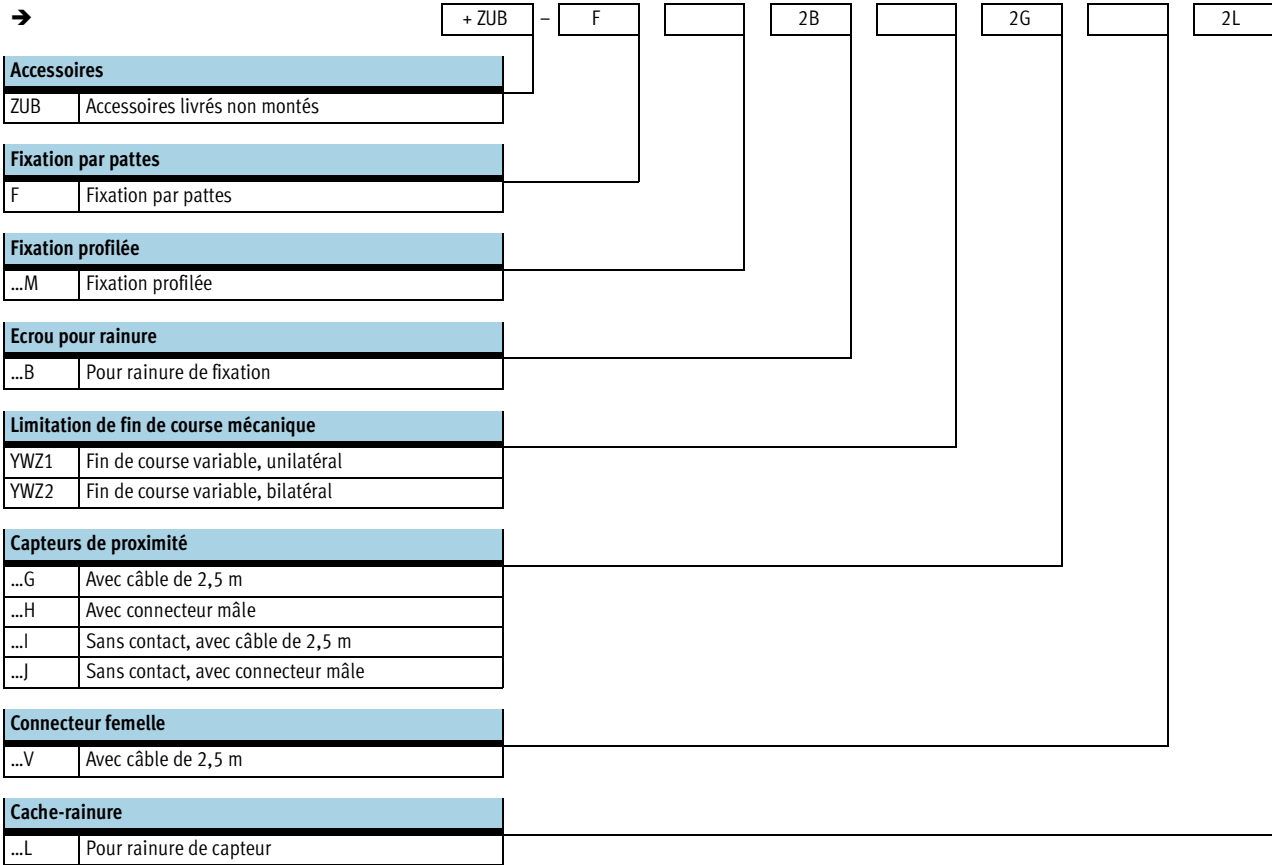 ➔ + ZUB – F 2B 2G 2L
Accessoires
ZUB Accessoires livrés non montés
Fixation par pattes
F Fixation par pattes
Fixation profilée
...M Fixation profilée
Ecrou pour rainure
...B Pour rainure de fixation
Limitation de fin de course mécanique
YWZ1 Fin de course variable, unilatéral
YWZ2 Fin de course variable, bilatéral
Capteurs de proximité
...G Avec câble de 2,5 m
...H Avec connecteur mâle
...I Sans contact, avec câble de 2,5 m
...J Sans contact, avec connecteur mâle
Connecteur femelle
...V Avec câble de 2,5 m
Cache-rainure
...L Pour rainure de capteur